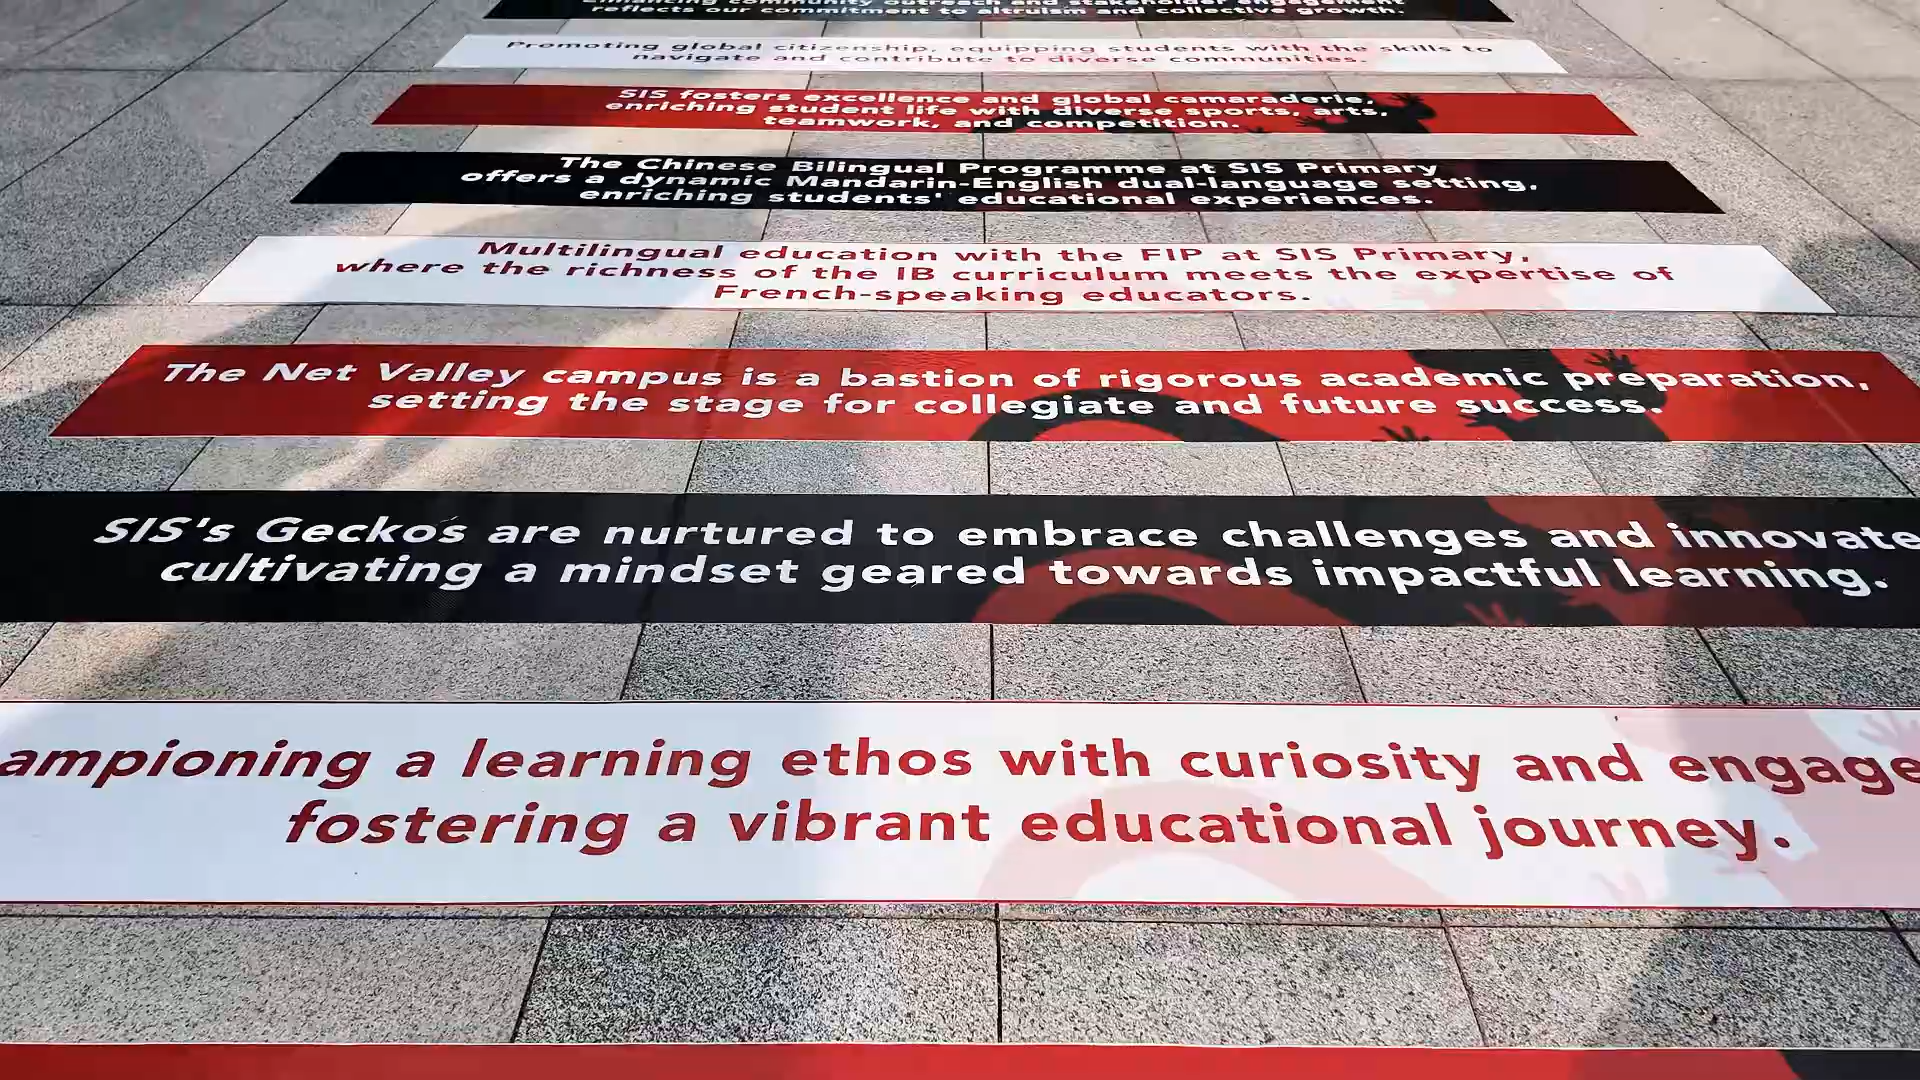 Enhancing community outreach and stakeholder engagement
reflects our commitment to altruism and collective growth.
Promoting global citizenship, equipping students with the skills to
navigate and contribute to diverse communities.
SIS fosters excellence and global camaraderie,
enriching student life with diverse sports, arts,
teamwork, and competition.
The Chinese Bilingual Programme at SIS Primary
offers a dynamic Mandarin-English dual-language setting,
enriching students' educational experiences.
Multilingual education with the FIP at SIS Primary,
where the richness of the IB curriculum meets the expertise of
French-speaking educators.
The Net Valley campus is a bastion of rigorous academic preparation,
setting the stage for collegiate and future success.
SIS's Geckos are nurtured to embrace challenges and innovate
cultivating a mindset geared towards impactful learning.
ampioning a learning ethos with curiosity and engage
fostering a vibrant educational journey.